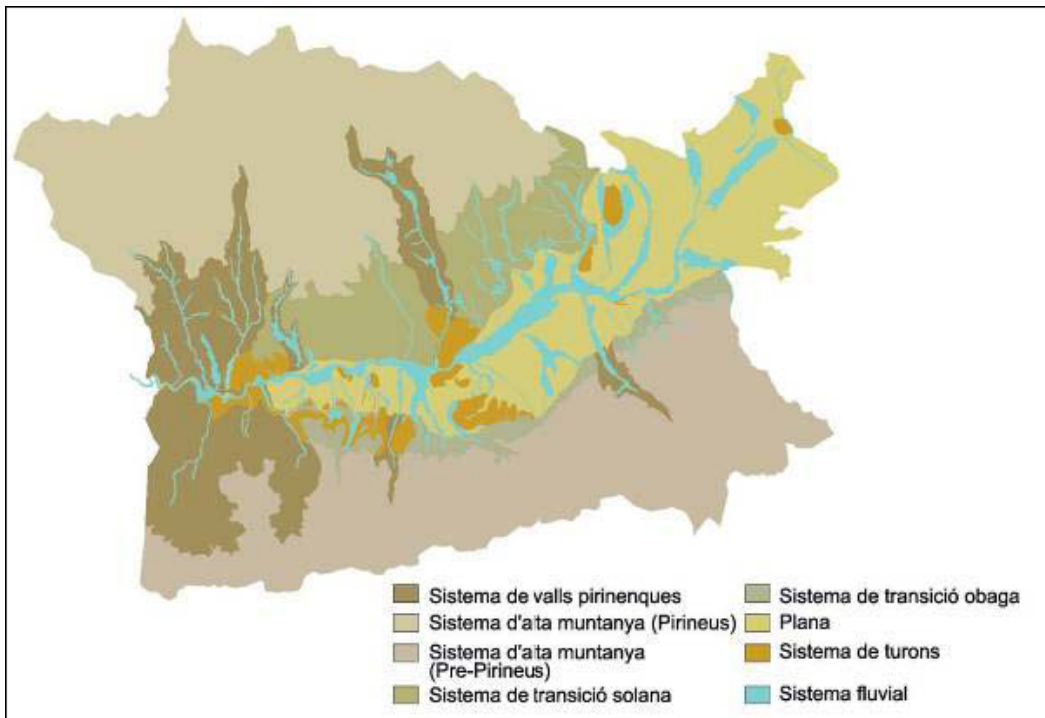 Sistema de valls pirinenques
Sistema d'alta muntanya (Pirineus)
Sistema d'alta muntanya
(Pre-Pirineus)
Sistema de transició solana
Sistema de transició obaga
Plana
Sistema de turons
Sistema fluvial